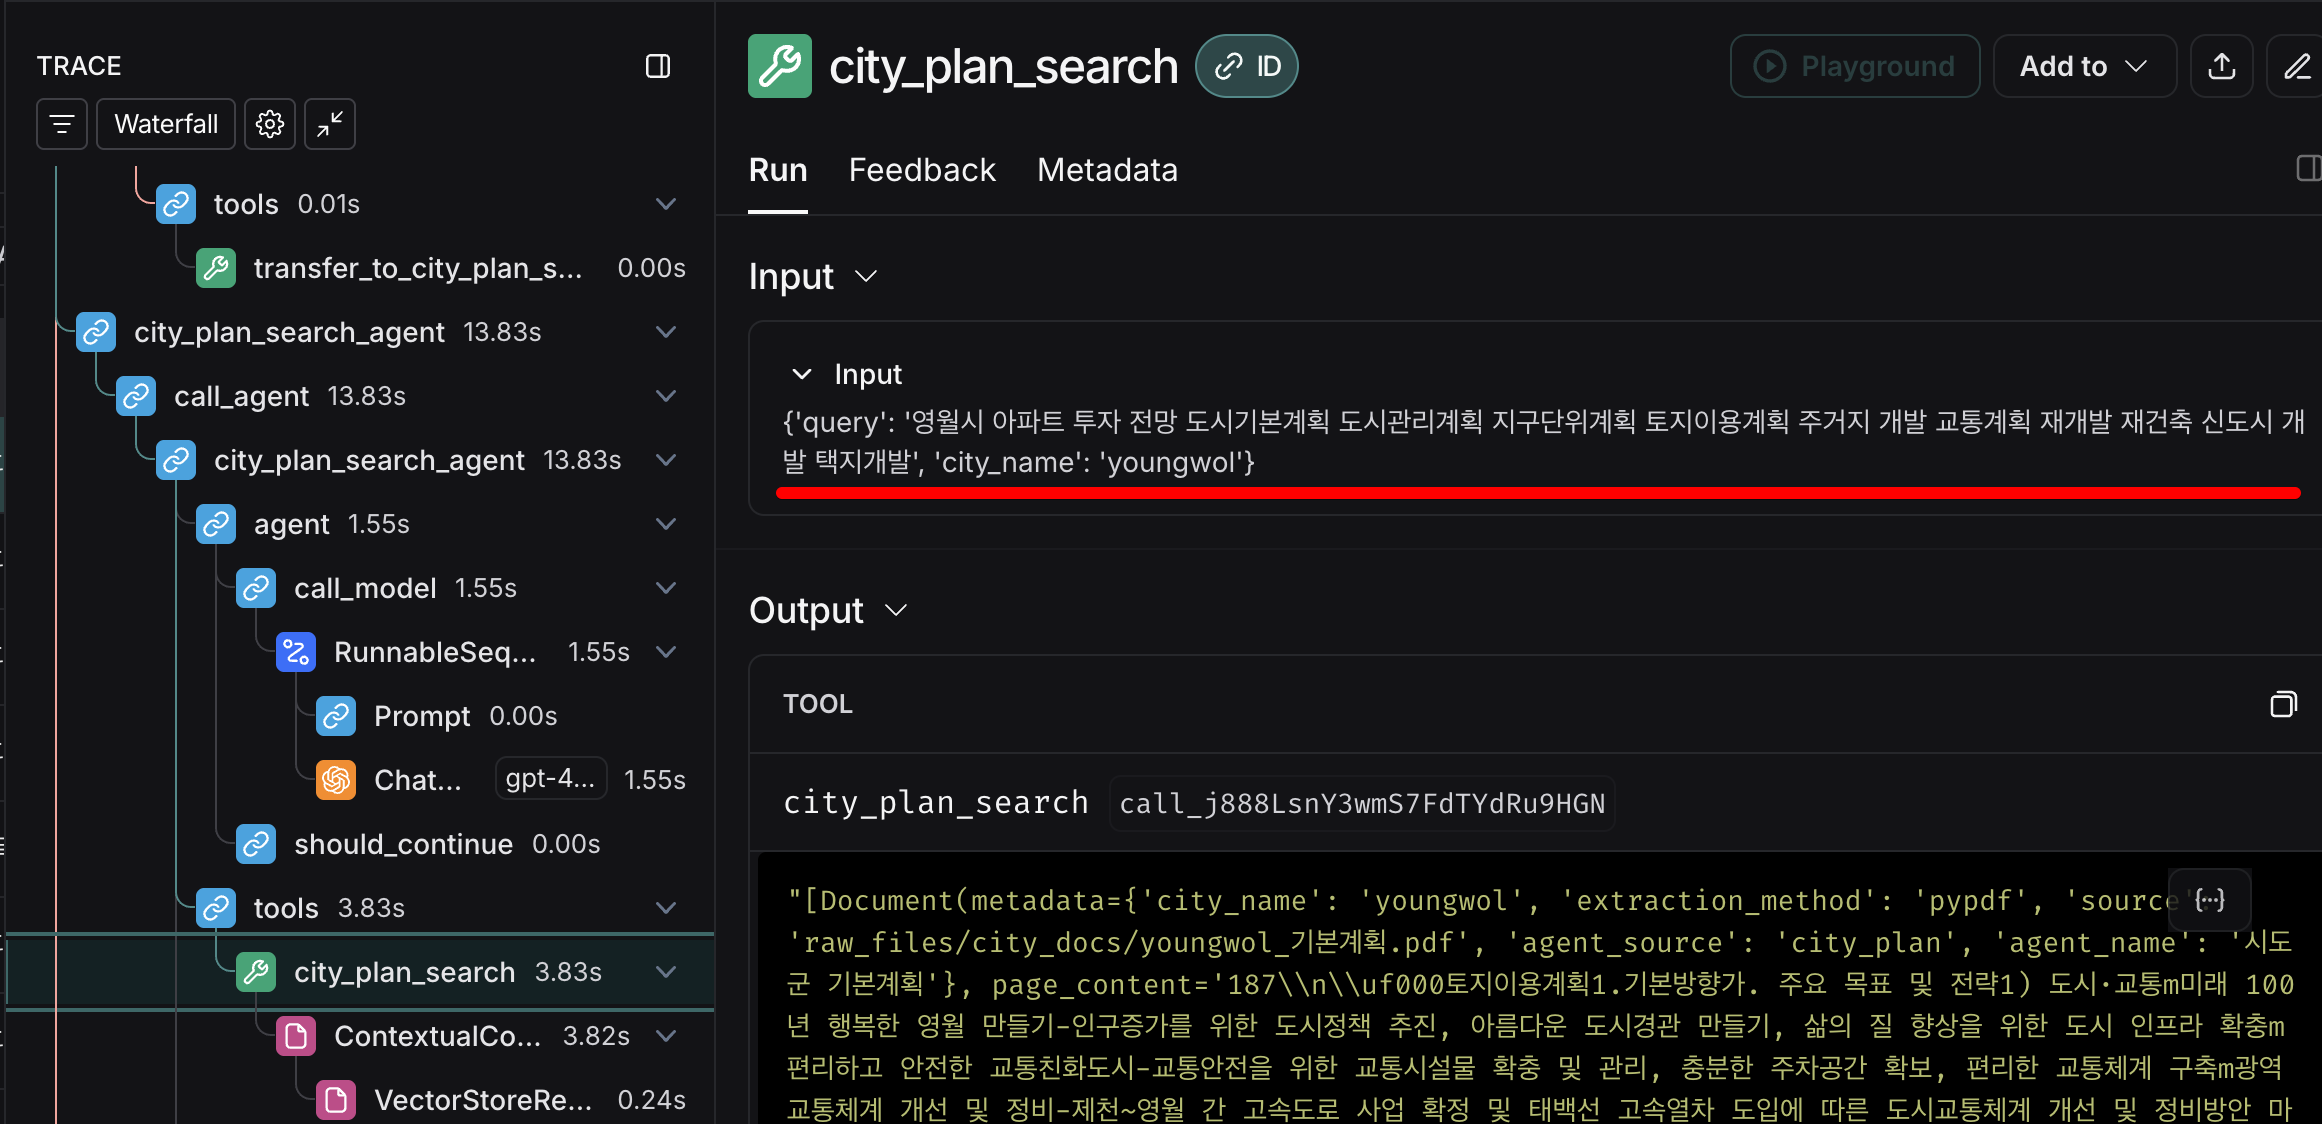 TRACE
Waterfall
tools 0.01s
transfer_to_city_plan_s... 0.00s
city_plan_search_agent 13.83s
call_agent 13.83s
city_plan_search_agent 13.83s
agent 1.55s
call_model 1.55s
RunnableSeq... 1.55s
Prompt 0.00s
Chat... gpt-4... 1.55s
should_continue 0.00s
tools 3.83s
city_plan_search 3.83s
ContextualCo... 3.82s
VectorStoreRe... 0.24s
city_plan_search ID
Playground
Add to
Run Feedback Metadata
Input
Input
{'query': '영월시 아파트 투자 전망 도시기본계획 도시관리계획 지구단위계획 토지이용계획 주거지 개발 교통계획 재개발 재건축 신도시 개
발 택지개발', 'city_name': 'youngwol'}
Output
TOOL
city_plan_search call_j888LsnY3wmS7FdTYdRu9HGN
"[Document(metadata={'city_name': 'youngwol', 'extraction_method': 'pypdf', 'source'
{...}
'raw_files/city_docs/youngwol_기본계획.pdf', 'agent_source': 'city_plan', 'agent_name': '시도
군 기본계획'}, page_content='187\\n\\uf000토지이용계획1.기본방향가. 주요 목표 및 전략1) 도시·교통m미래 100
년 행복한 영월 만들기-인구증가를 위한 도시정책 추진, 아름다운 도시경관 만들기, 삶의 질 향상을 위한 도시 인프라 확충m
편리하고 안전한 교통친화도시-교통안전을 위한 교통시설물 확충 및 관리, 충분한 주차공간 확보, 편리한 교통체계 구축m광역
교통체계 개선 및 정비-제천~영월 간 고속도로 사업 확정 및 태백선 고속열차 도입에 따른 도시교통체계 개선 및 정비방안 마